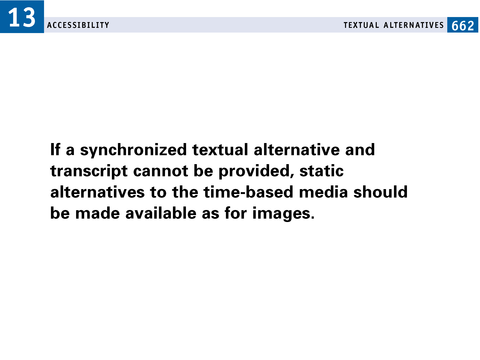 13 ACCESSIBILITY TEXTUAL ALTERNATIVES 662
If a synchronized textual alternative and
transcript cannot be provided, static
alternatives to the time-based media should
be made available as for images.